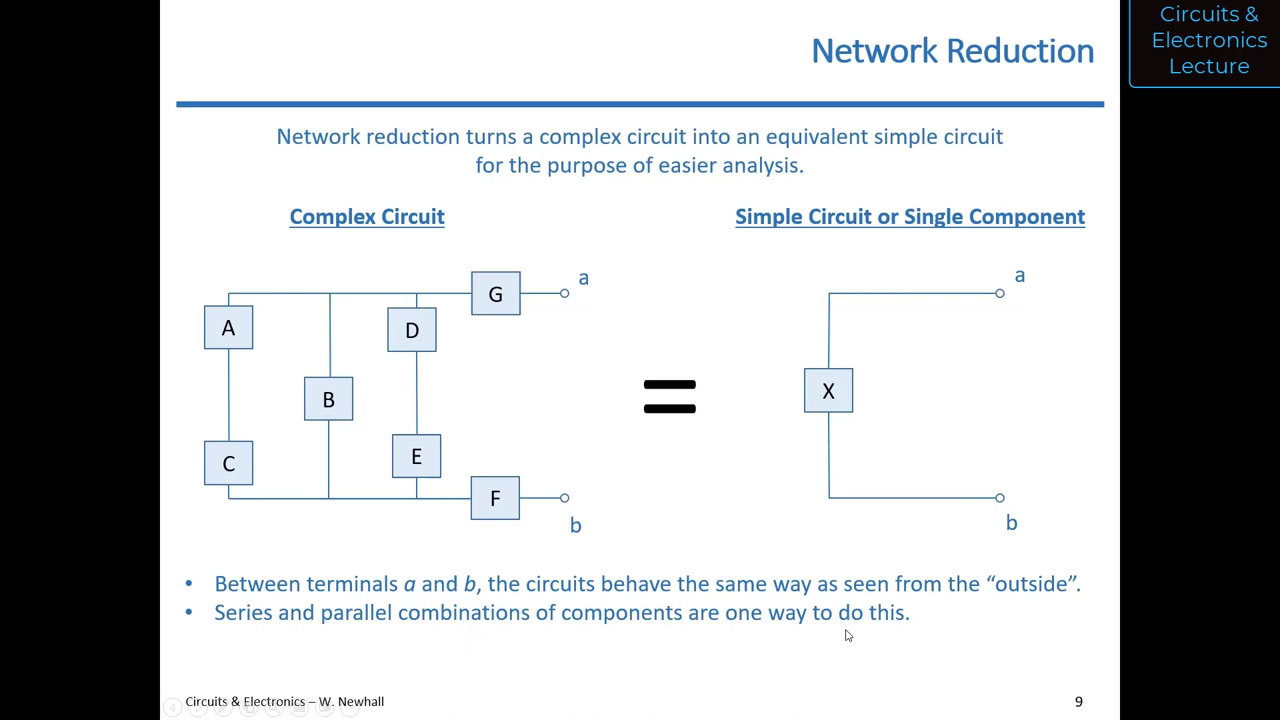 Circuits &
Electronics
Lecture
Network Reduction
Network reduction turns a complex circuit into an equivalent simple circuit
for the purpose of easier analysis.
Complex Circuit
Simple Circuit or Single Component
a
a
G
A
D
X
B
E
C
F
b
b
• Between terminals a and b, the circuits behave the same way as seen from the “outside”.
• Series and parallel combinations of components are one way to do this.
Circuits & Electronics – W. Newhall
9